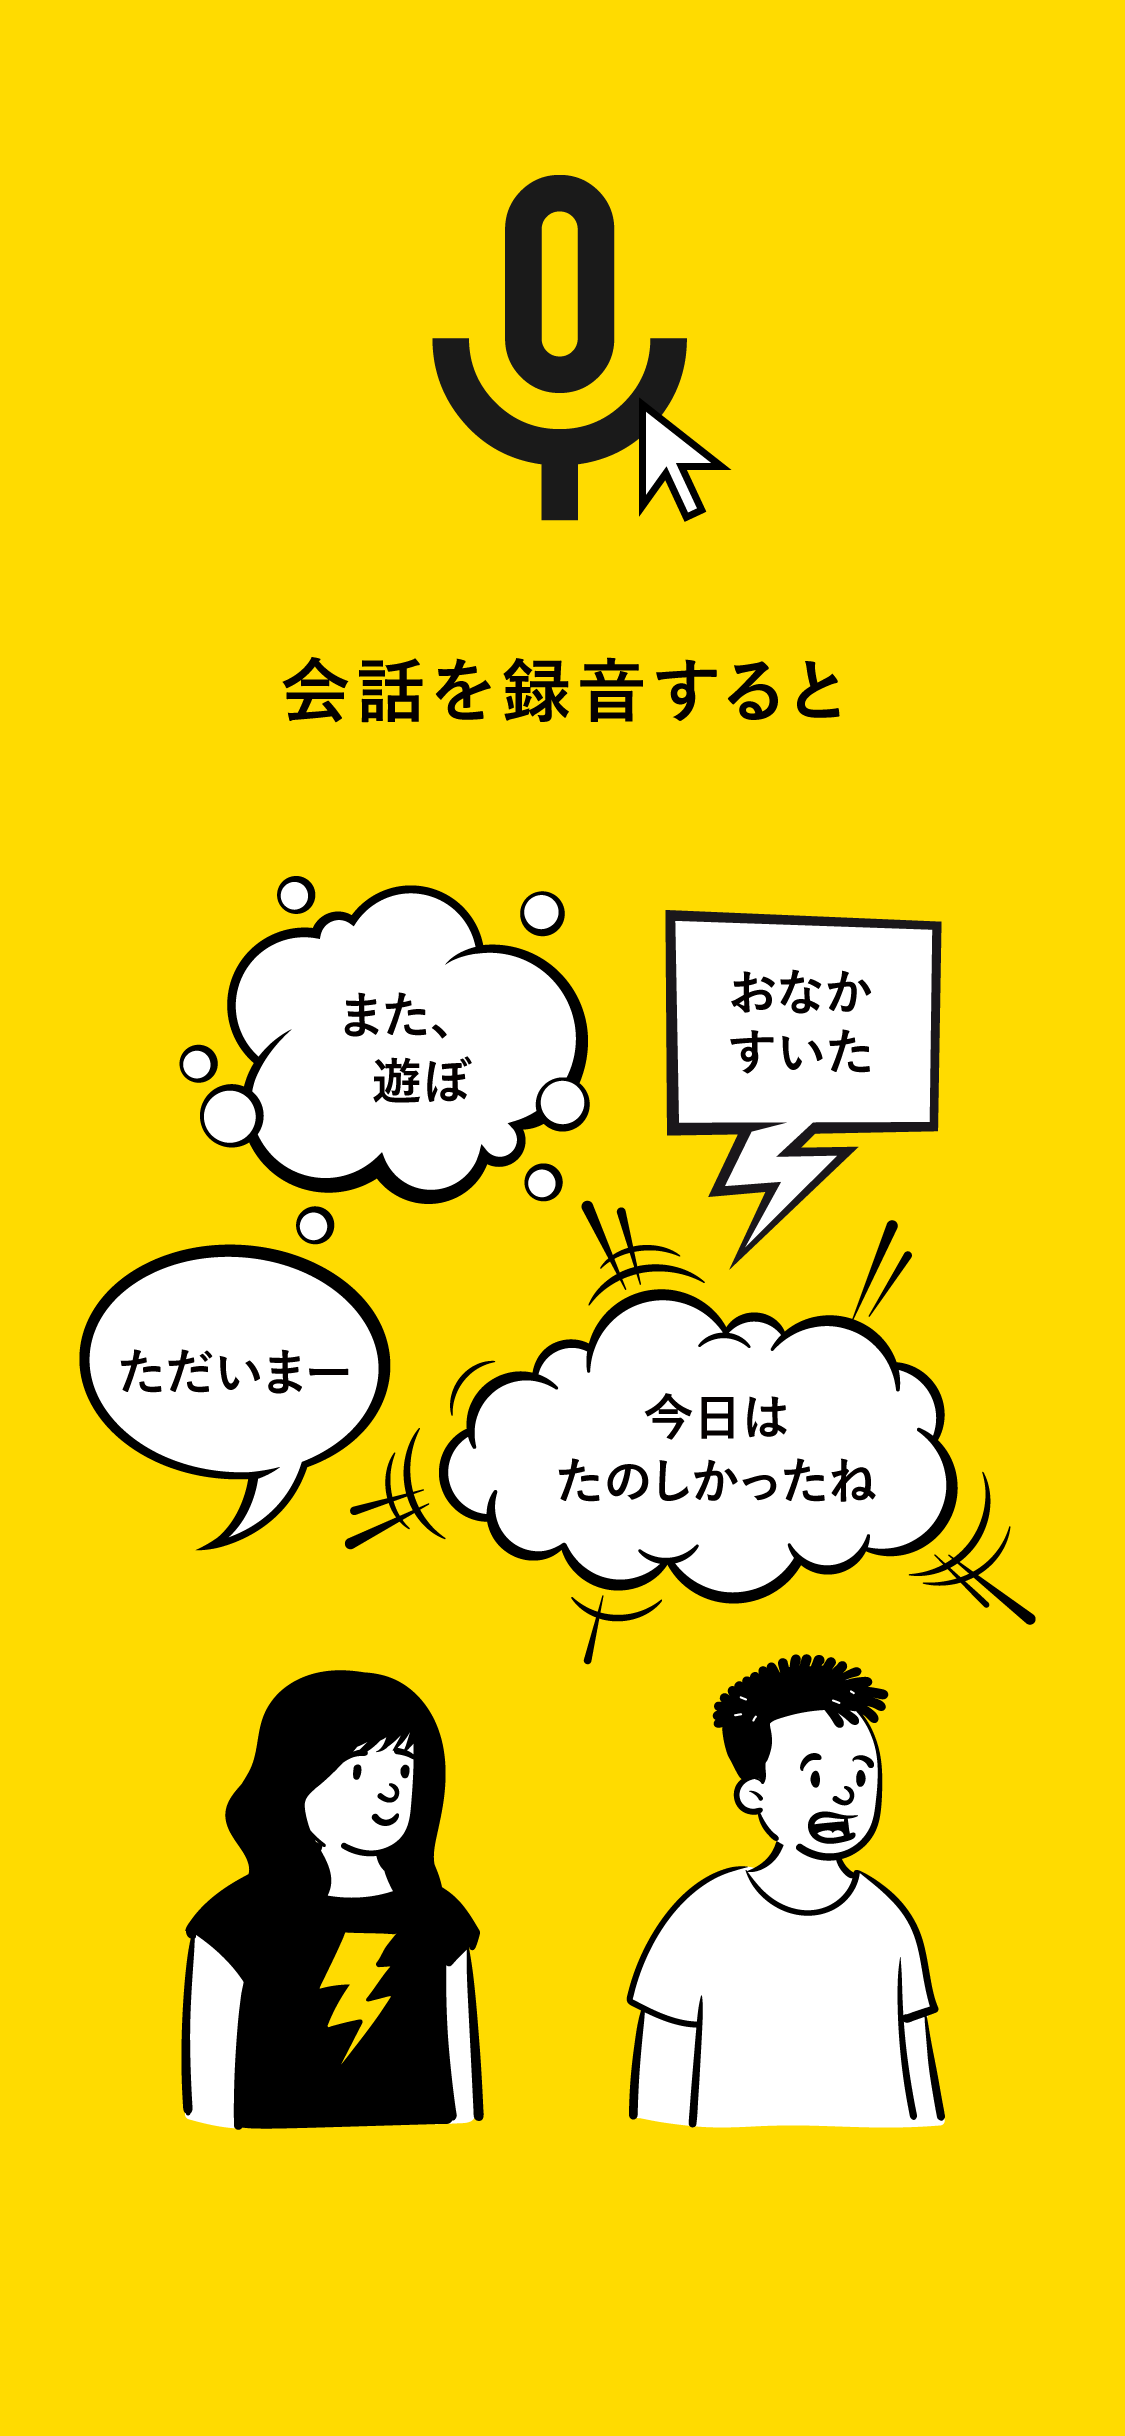 会話を録音すると
また、
遊ぼ
おなか
すいた
ただいまー
今日は
たのしかったね